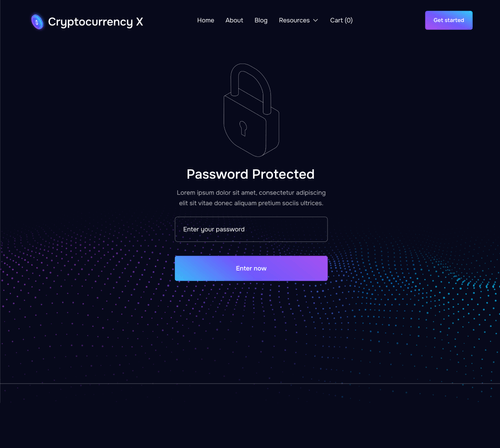 Cryptocurrency X
Home About Blog Resources Cart (0)
Get started
Password Protected
Lorem ipsum dolor sit amet, consectetur adipiscing
elit sit vitae donec aliquam pretium sociis ultrices.
Enter your password
Enter now